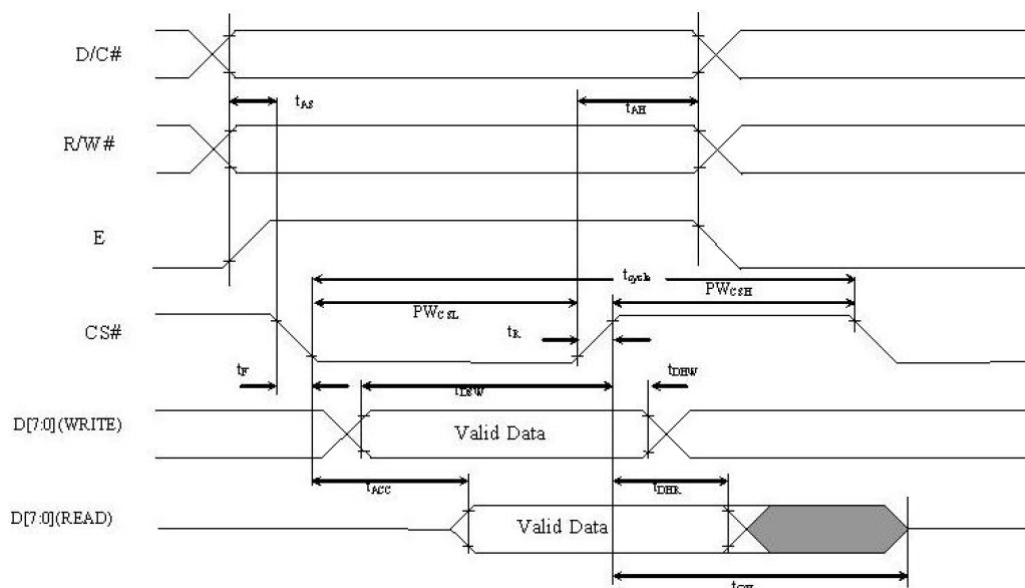 D/C#
tAS
tAH
R/W#
E
tcycle
PWCSL
PWCSH
CS#
tR
tF
tDSW
tDHW
D[7:0](WRITE)
Valid Data
tACC
tDHR
D[7:0](READ)
Valid Data